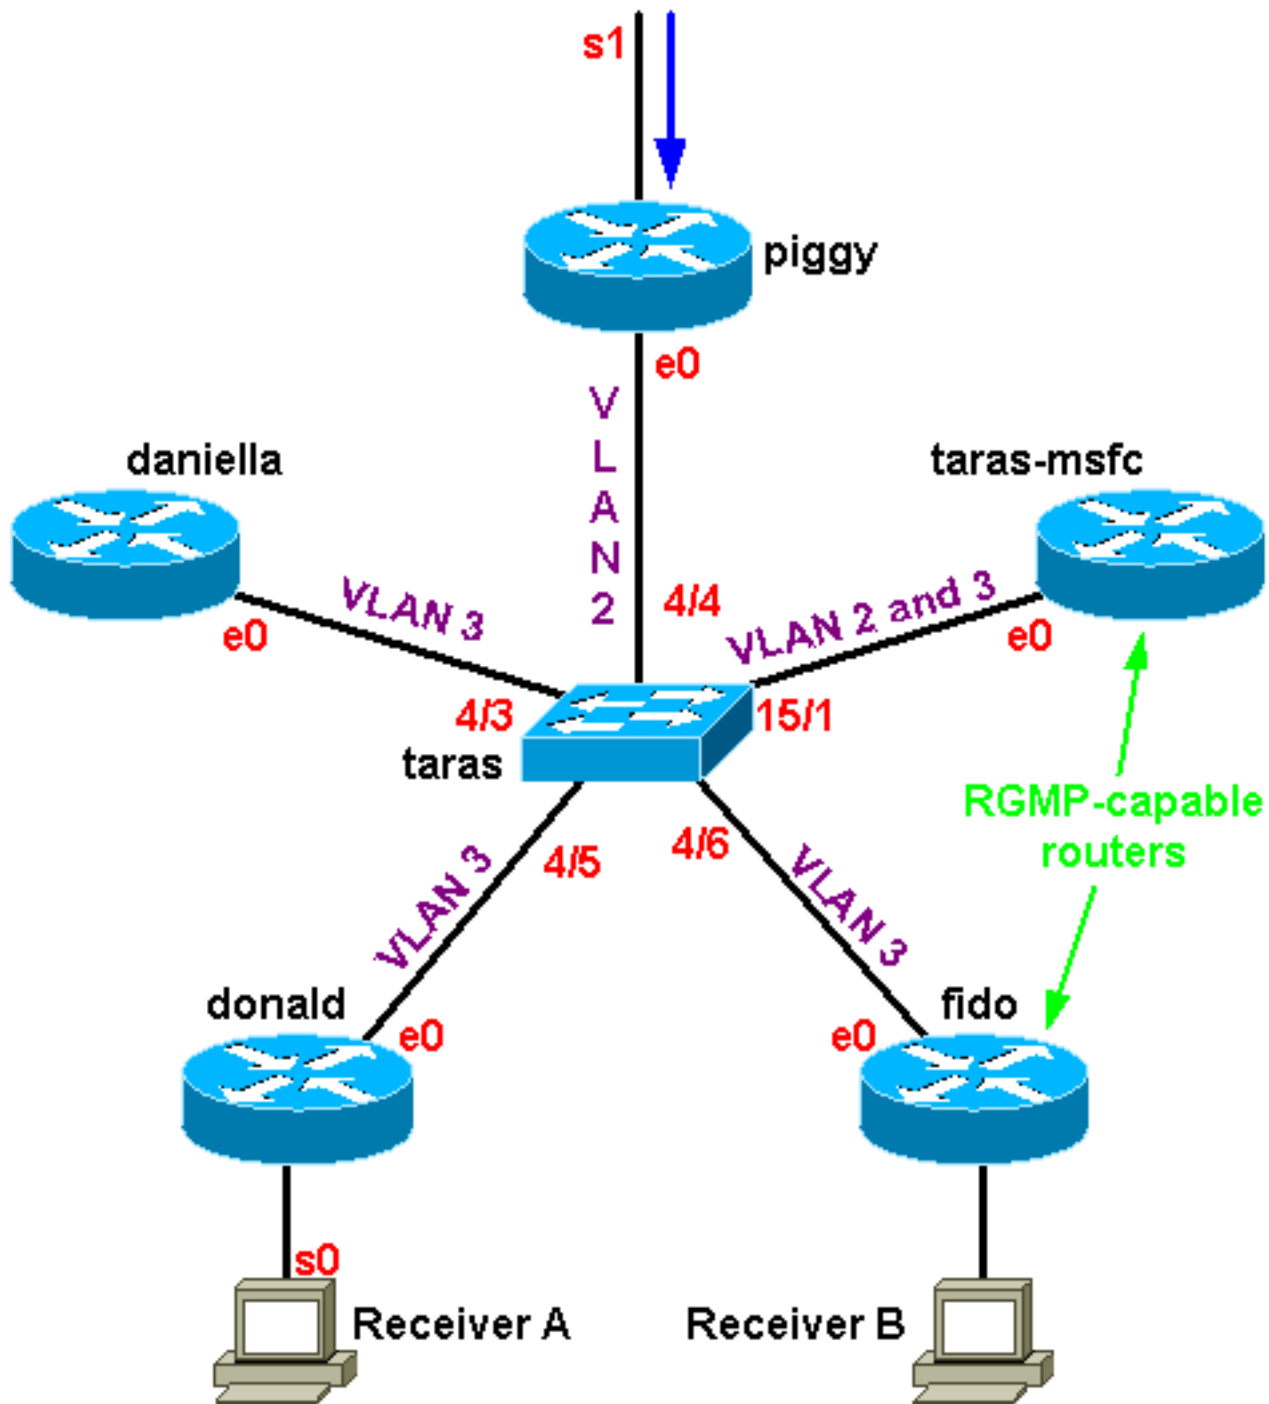 s1
piggy
e0
VLAN 2
daniella
taras-msfc
VLAN 3
4/4
VLAN 2 and 3
e0
e0
4/3
15/1
taras
RGMP-capable
routers
4/5
4/6
VLAN 3
VLAN 3
donald
fido
e0
e0
s0
Receiver A
Receiver B